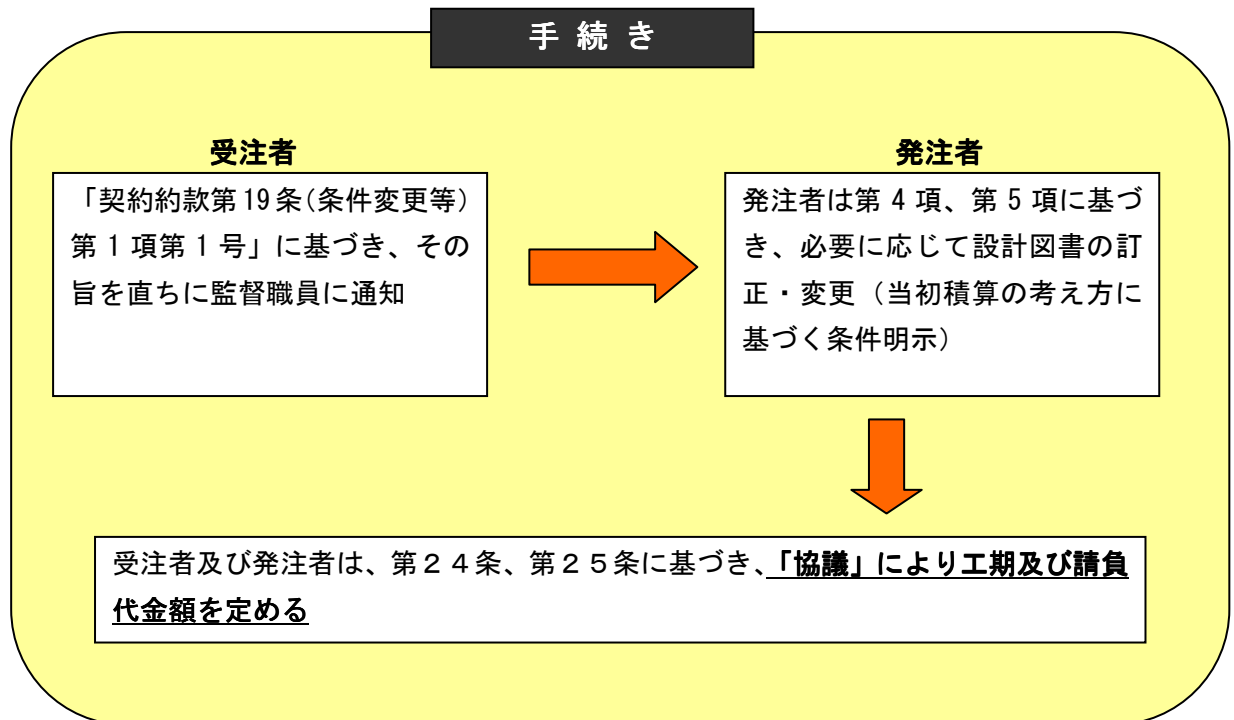 手 続 き
受注者
「契約約款第19条(条件変更等)
第1項第1号」に基づき、その
旨を直ちに監督職員に通知
発注者
発注者は第 4 項、第 5 項に基づ
き、必要に応じて設計図書の訂
正・変更（当初積算の考え方に
基づく条件明示）
受注者及び発注者は、第２４条、第２５条に基づき、「協議」により工期及び請負
代金額を定める